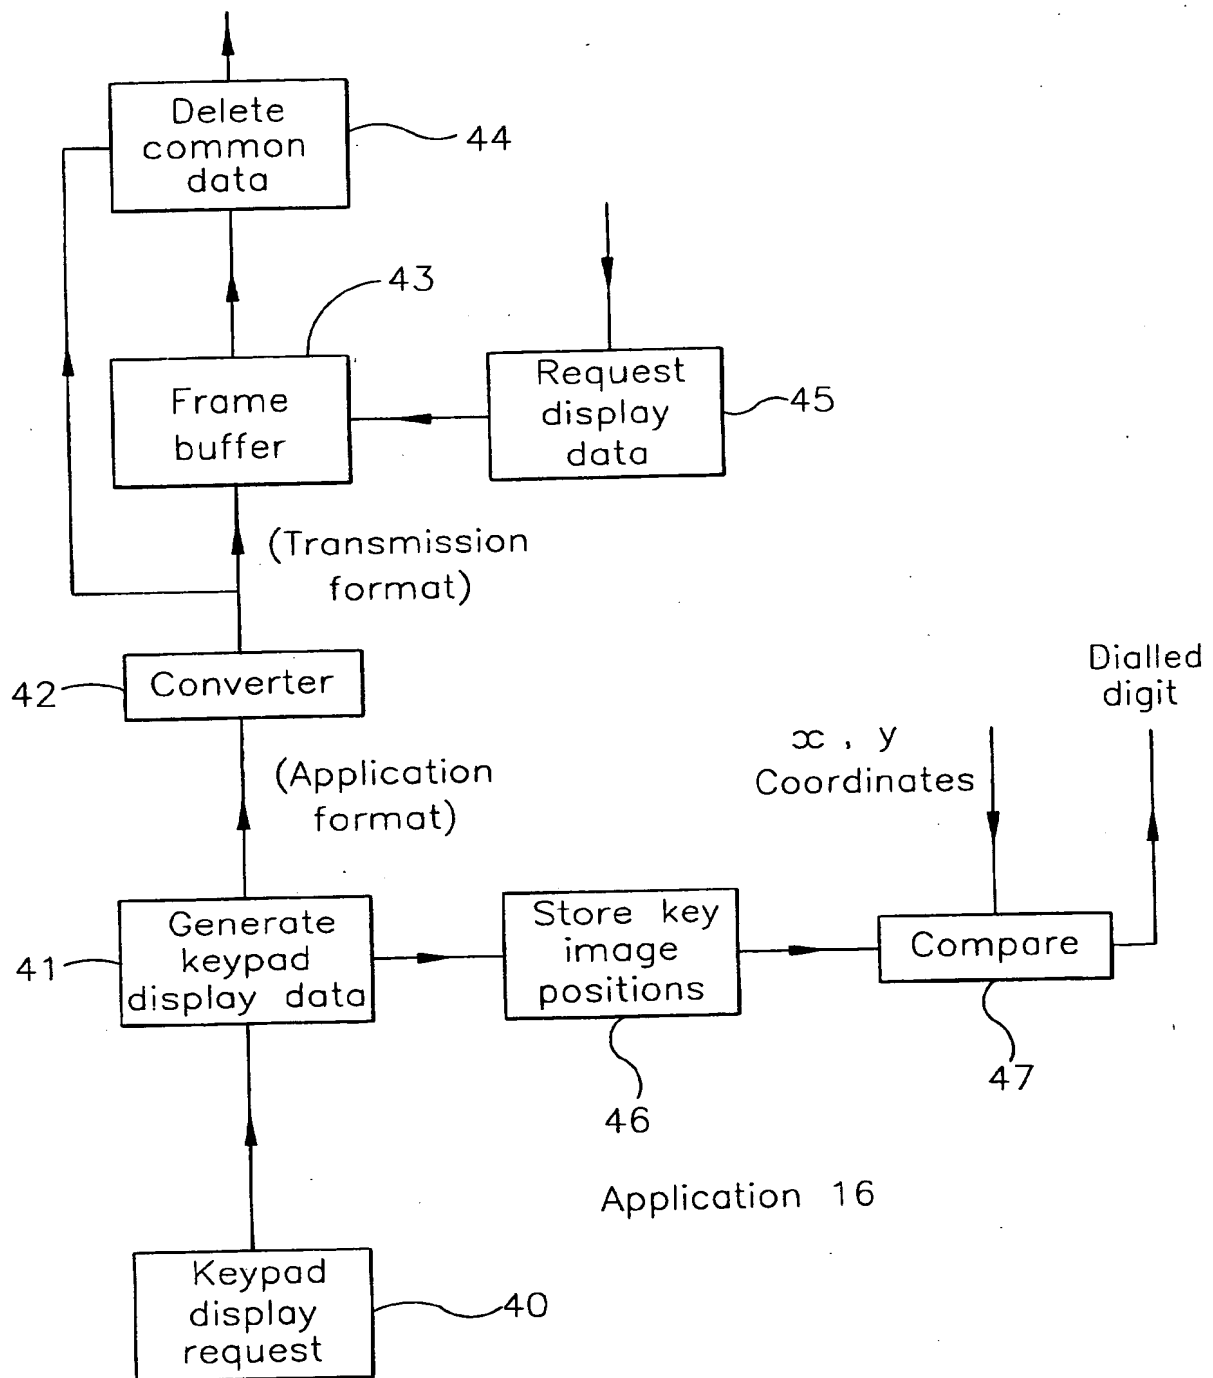 Delete
common
data
44
43
Frame
buffer
Request
display
data
45
(Transmission
format)
42
Converter
(Application
format)
x , y
Coordinates
Dialled
digit
41
Generate
keypad
display data
Store key
image
positions
Compare
46
47
Application 16
Keypad
display
request
40